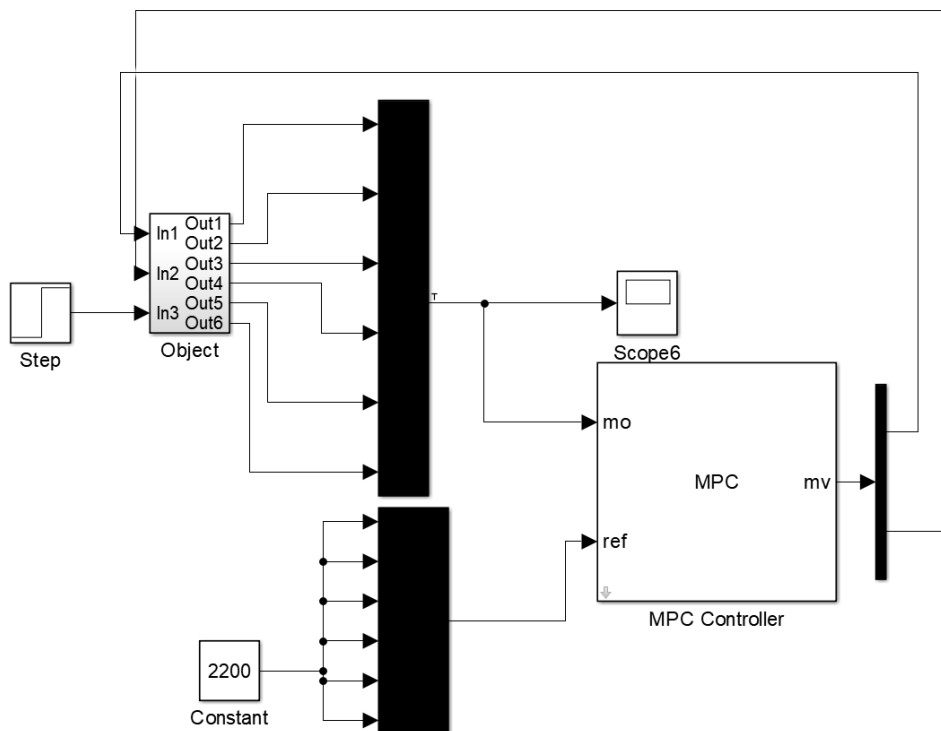 In1
In2
In3
Out1
Out2
Out3
Out4
Out5
Out6
Object
Step
T
Scope6
mo
MPC
mv
ref
MPC Controller
2200
Constant